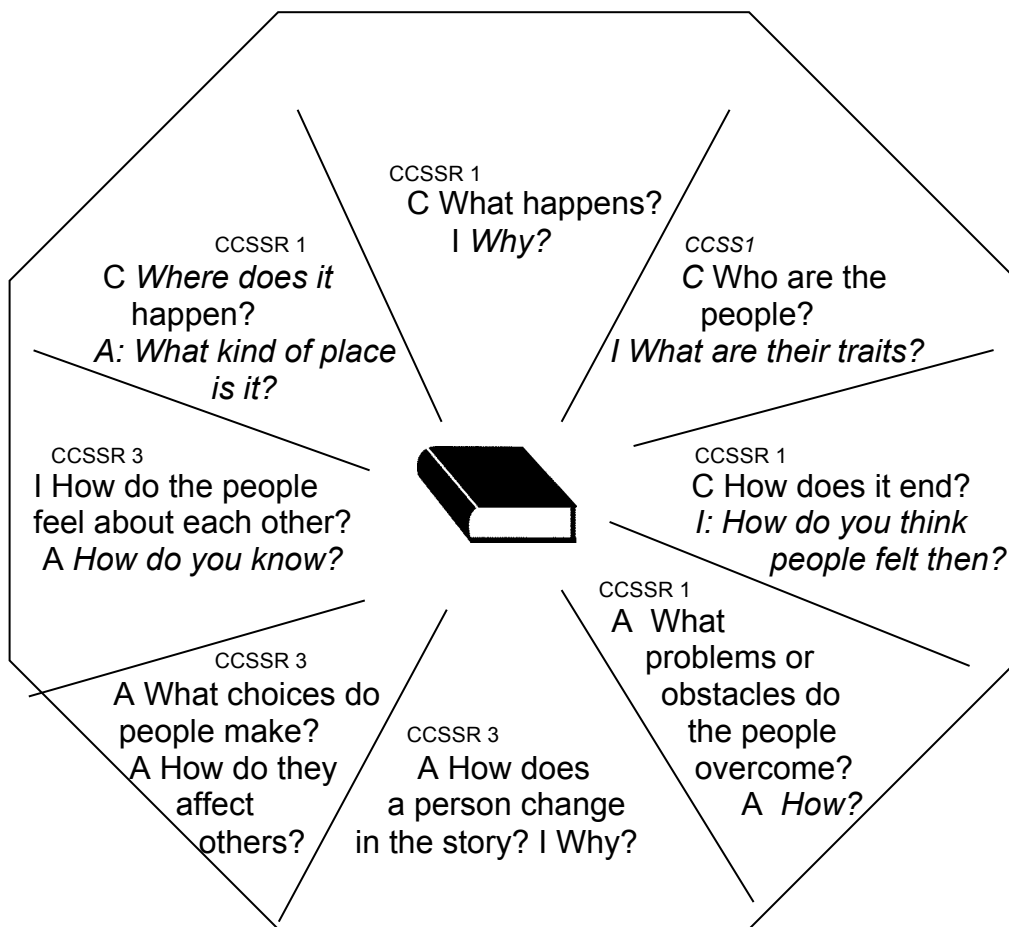 CCSSR 1
C What happens?
I Why?
CCSS1
C Who are the
people?
I What are their traits?
CCSSR 1
C How does it end?
I: How do you think
people felt then?
CCSSR 1
A What
problems or
obstacles do
the people
overcome?
A How?
CCSSR 3
A How does
a person change
in the story? I Why?
CCSSR 3
A What choices do
people make?
A How do they
affect
others?
CCSSR 3
I How do the people
feel about each other?
A How do you know?
CCSSR 1
C Where does it
happen?
A: What kind of place
is it?